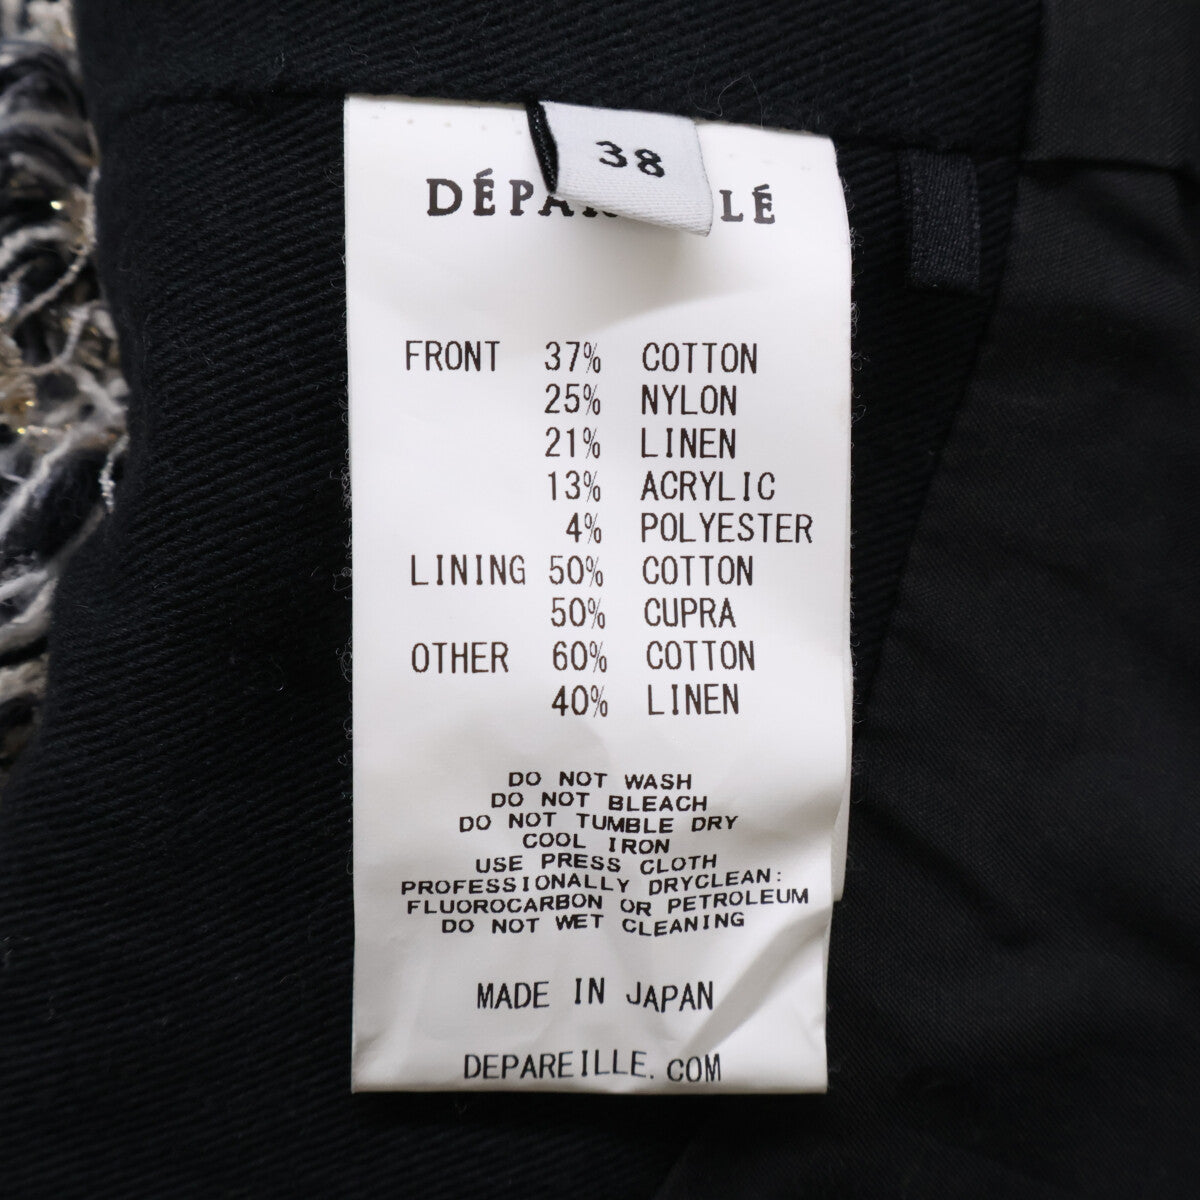 38
FRONT 37% COTTON
25% NYLON
21% LINEN
13% ACRYLIC
4% POLYESTER
LINING 50% COTTON
50% CUPRA
OTHER 60% COTTON
40% LINEN
DO NOT WASH
DO NOT BLEACH
DO NOT TUMBLE DRY
COOL IRON
USE PRESS CLOTH
PROFESSIONALLY DRYCLEAN:
FLUOROCARBON OR PETROLEUM
DO NOT WET CLEANING
MADE IN JAPAN
DEPAREILLE.COM